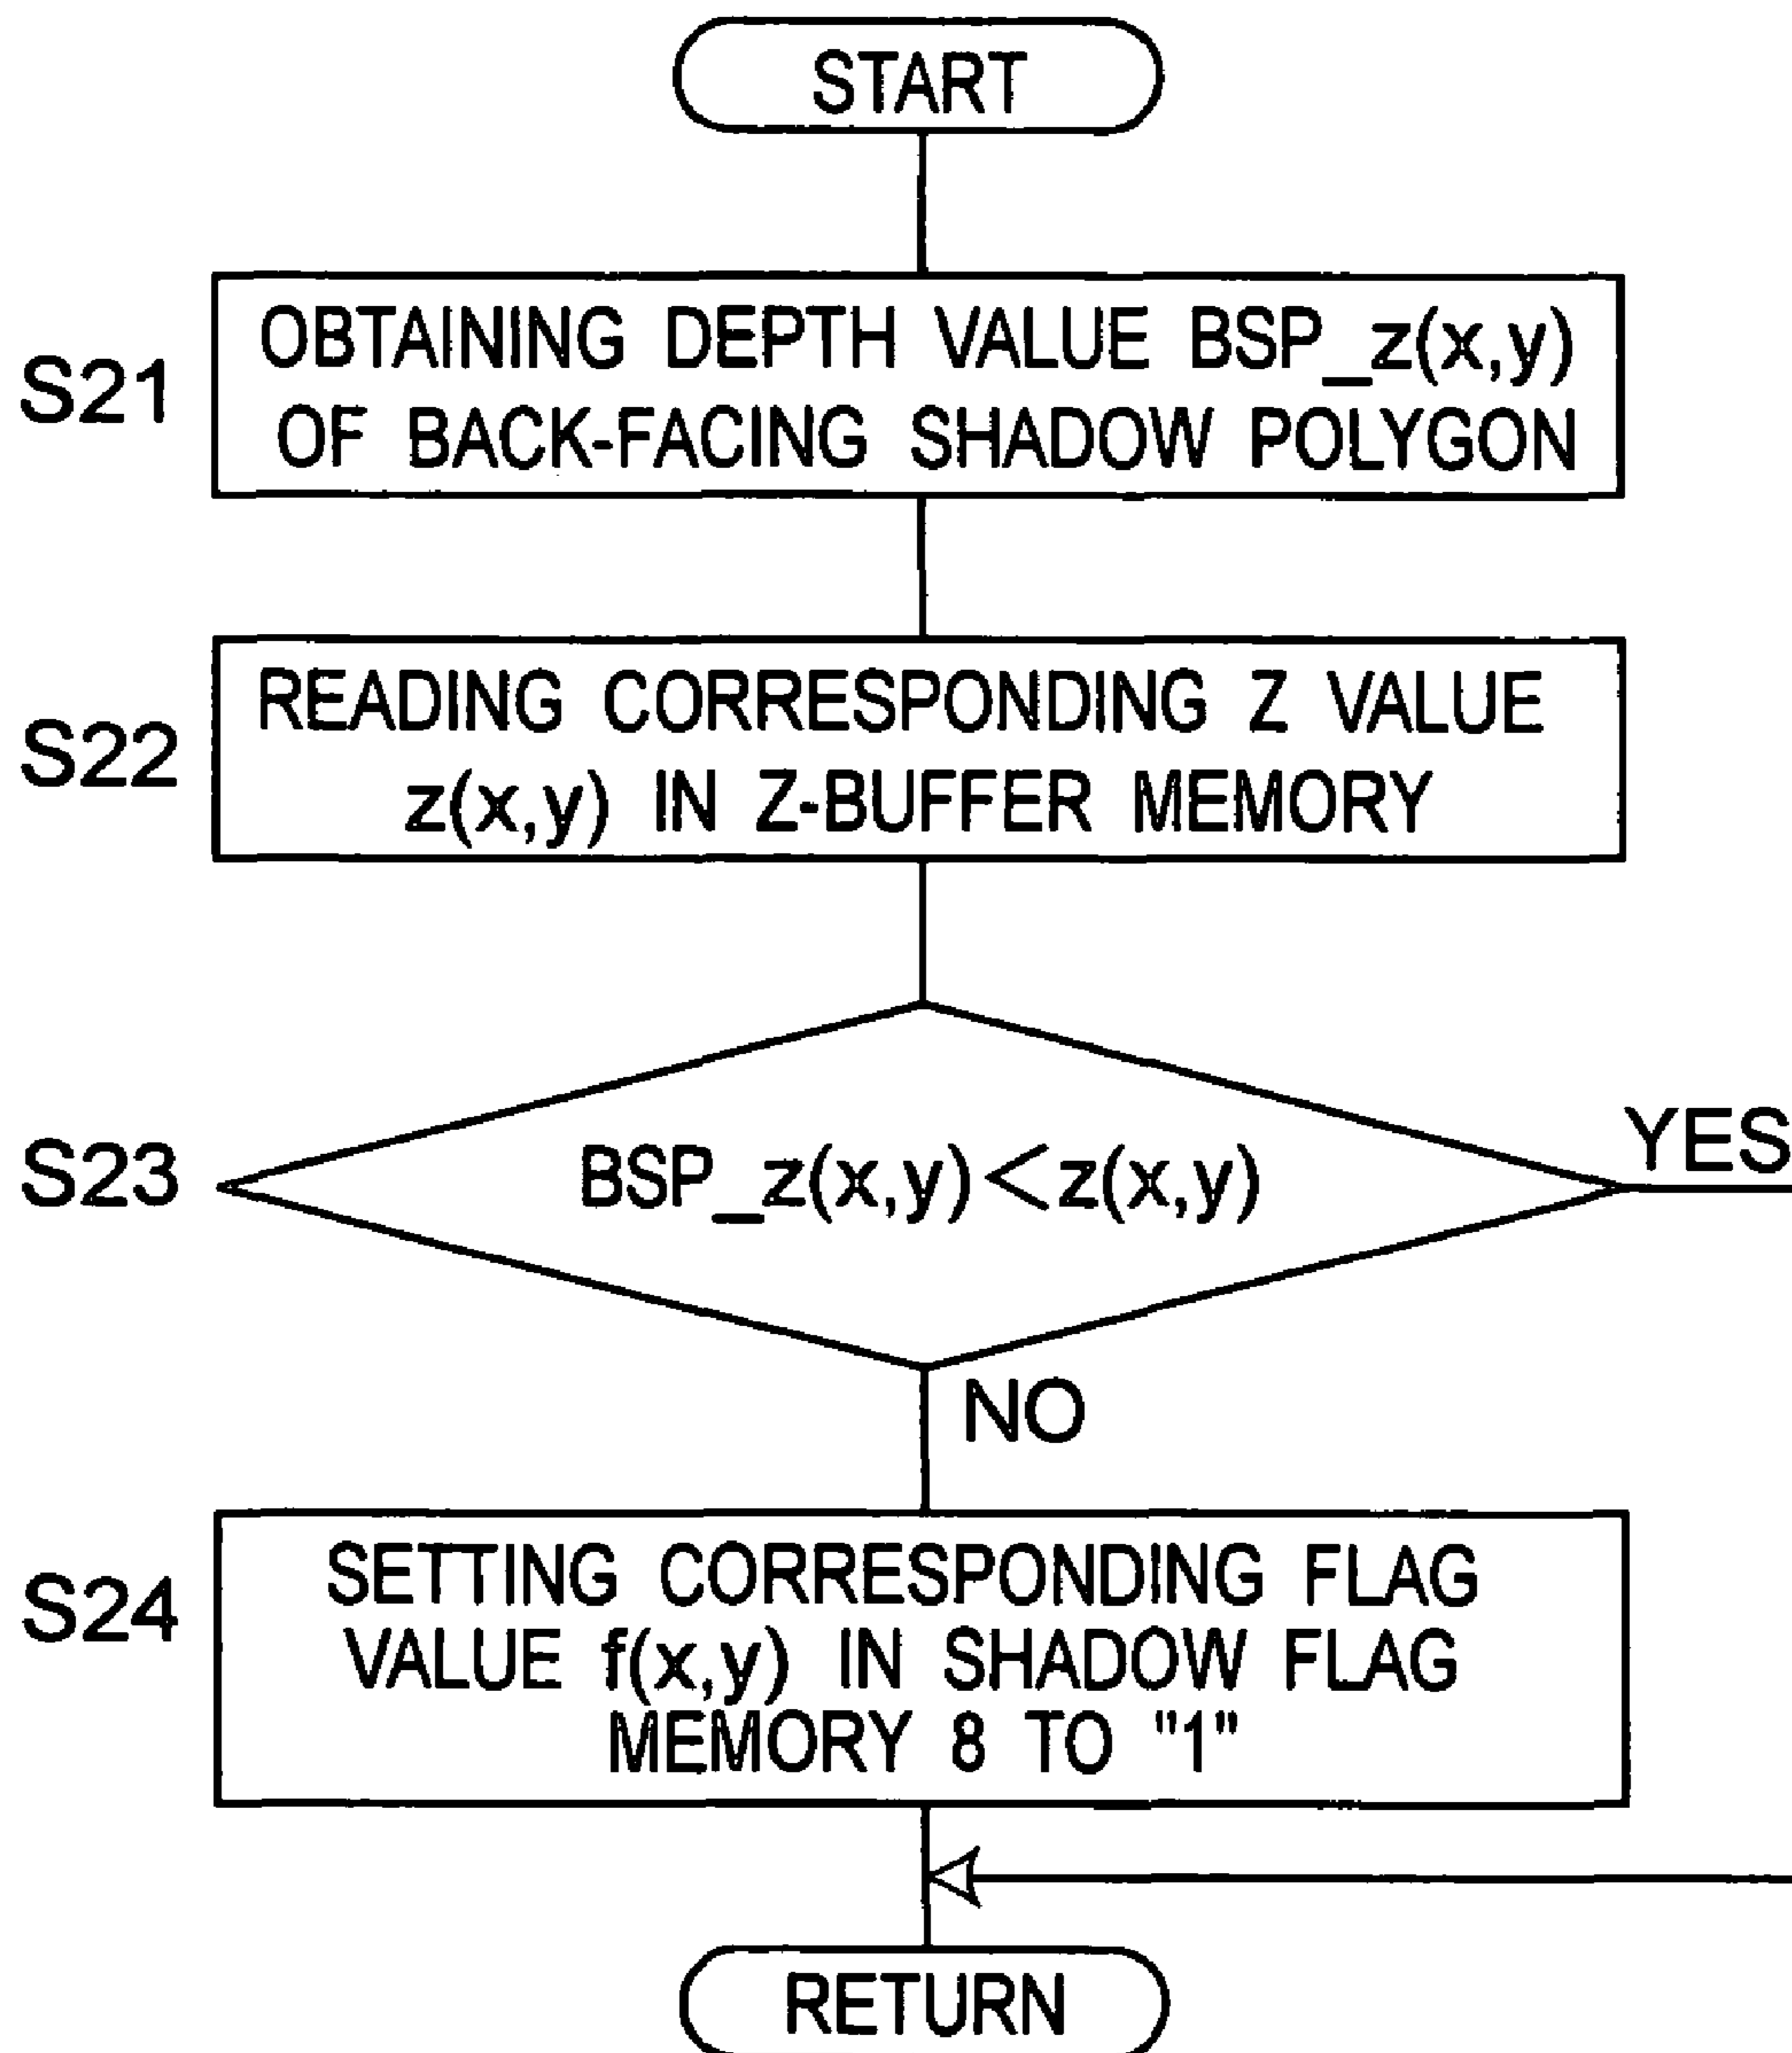 START
S21
OBTAINING DEPTH VALUE BSP_z(x,y)
OF BACK-FACING SHADOW POLYGON
S22
READING CORRESPONDING Z VALUE
z(x,y) IN Z-BUFFER MEMORY
S23
BSP_z(x,y)<z(x,y)
YES
NO
S24
SETTING CORRESPONDING FLAG
VALUE f(x,y) IN SHADOW FLAG
MEMORY 8 TO "1"
RETURN